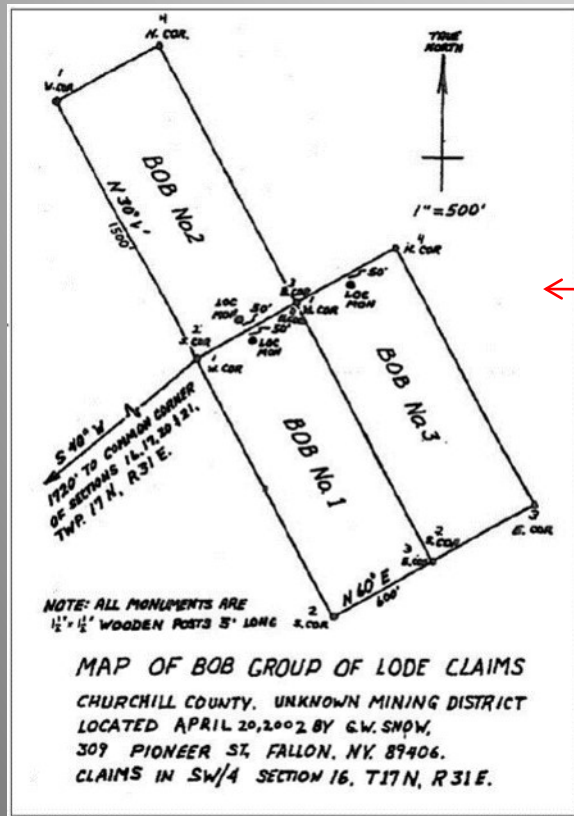 4
N. COR.
1
W. COR
TRUE
NORTH
1"=500'
BOB No2
N 30° W
1500'
4
N. COR
3
E. COR
1
W. COR
50'
LOC
MON
LOC
MON
50'
50'
LOC
MON
2
S. COR
1
W. COR
S 40° W
1720' TO COMMON CORNER
OF SECTIONS 16, 17, 20 & 21,
TWP. 17 N, R 31 E.
BOB No.1
BOB No.3
3
E. COR
2
S. COR
3
E. COR
N 60° E
600'
2
S. COR
NOTE: ALL MONUMENTS ARE
1½" × 1½" WOODEN POSTS 5' LONG
MAP OF BOB GROUP OF LODE CLAIMS
CHURCHILL COUNTY. UNKNOWN MINING DISTRICT
LOCATED APRIL 20, 2002 BY G.W. SNOW,
309 PIONEER ST, FALLON. NV. 89406.
CLAIMS IN SW/4 SECTION 16, T17N, R31E.